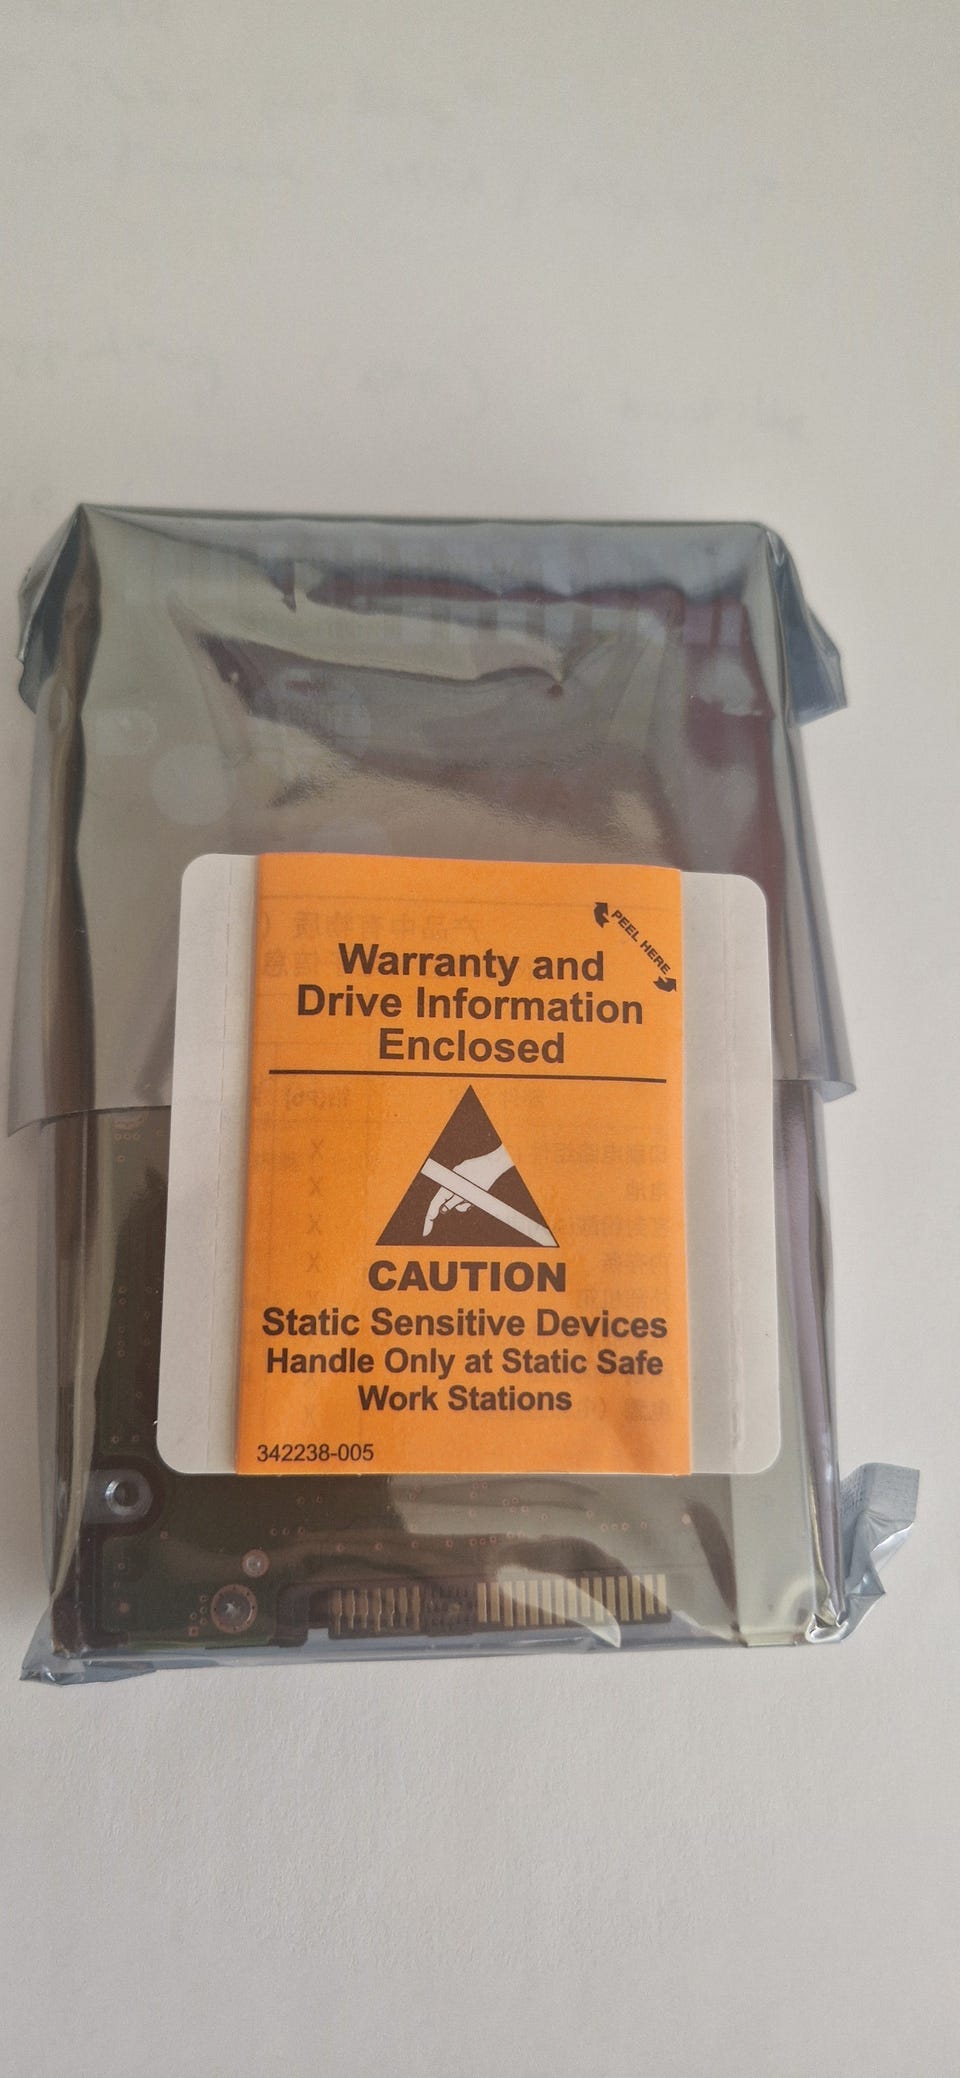 PEEL HERE
Warranty and
Drive Information
Enclosed
CAUTION
Static Sensitive Devices
Handle Only at Static Safe
Work Stations
342238-005